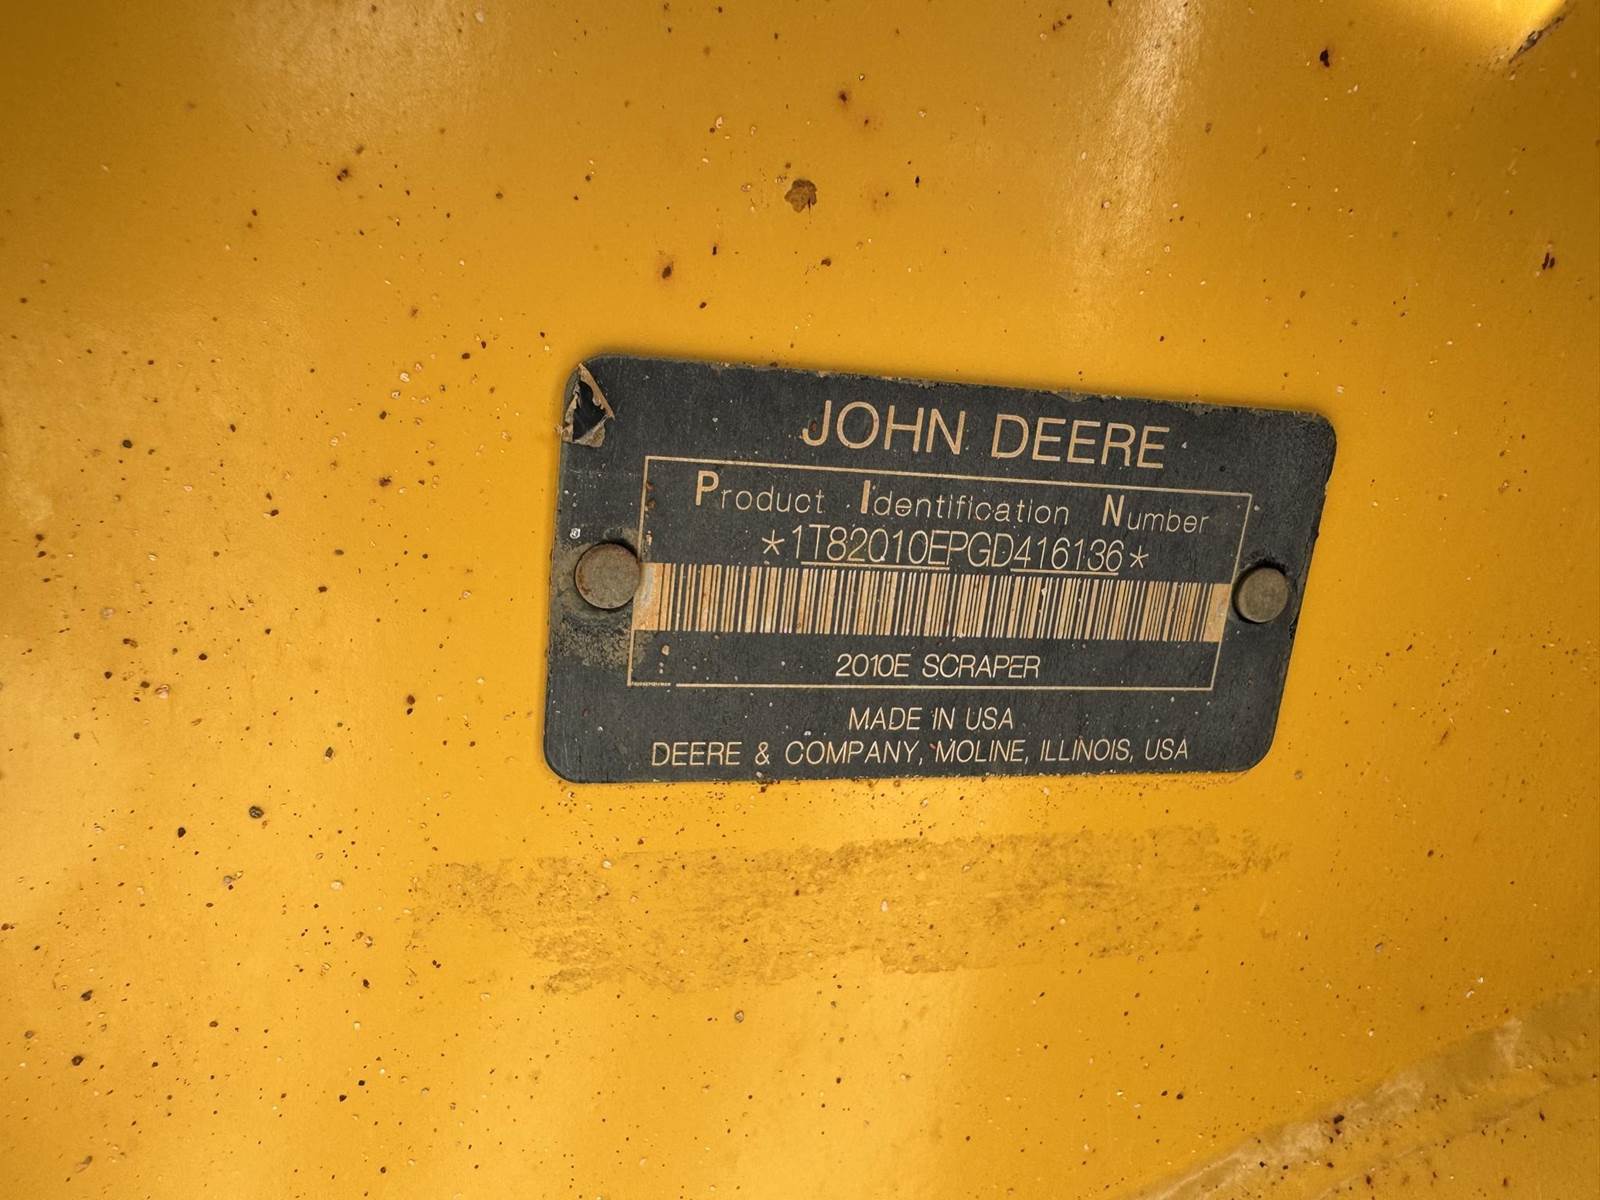 JOHN DEERE
Product Identification Number
*1T82010EPGD416136*
2010E SCRAPER
MADE IN USA
DEERE & COMPANY, MOLINE, ILLINOIS, USA